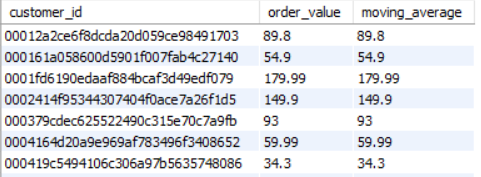 customer_id order_value moving_average
00012a2ce6f8dcda20d059ce98491703 89.8 89.8
000161a058600d5901f007fab4c27140 54.9 54.9
0001fd6190edaaf884bcaf3d49edf079 179.99 179.99
0002414f95344307404f0ace7a26f1d5 149.9 149.9
000379cdec625522490c315e70c7a9fb 93 93
0004164d20a9e969af783496f3408652 59.99 59.99
000419c5494106c306a97b5635748086 34.3 34.3